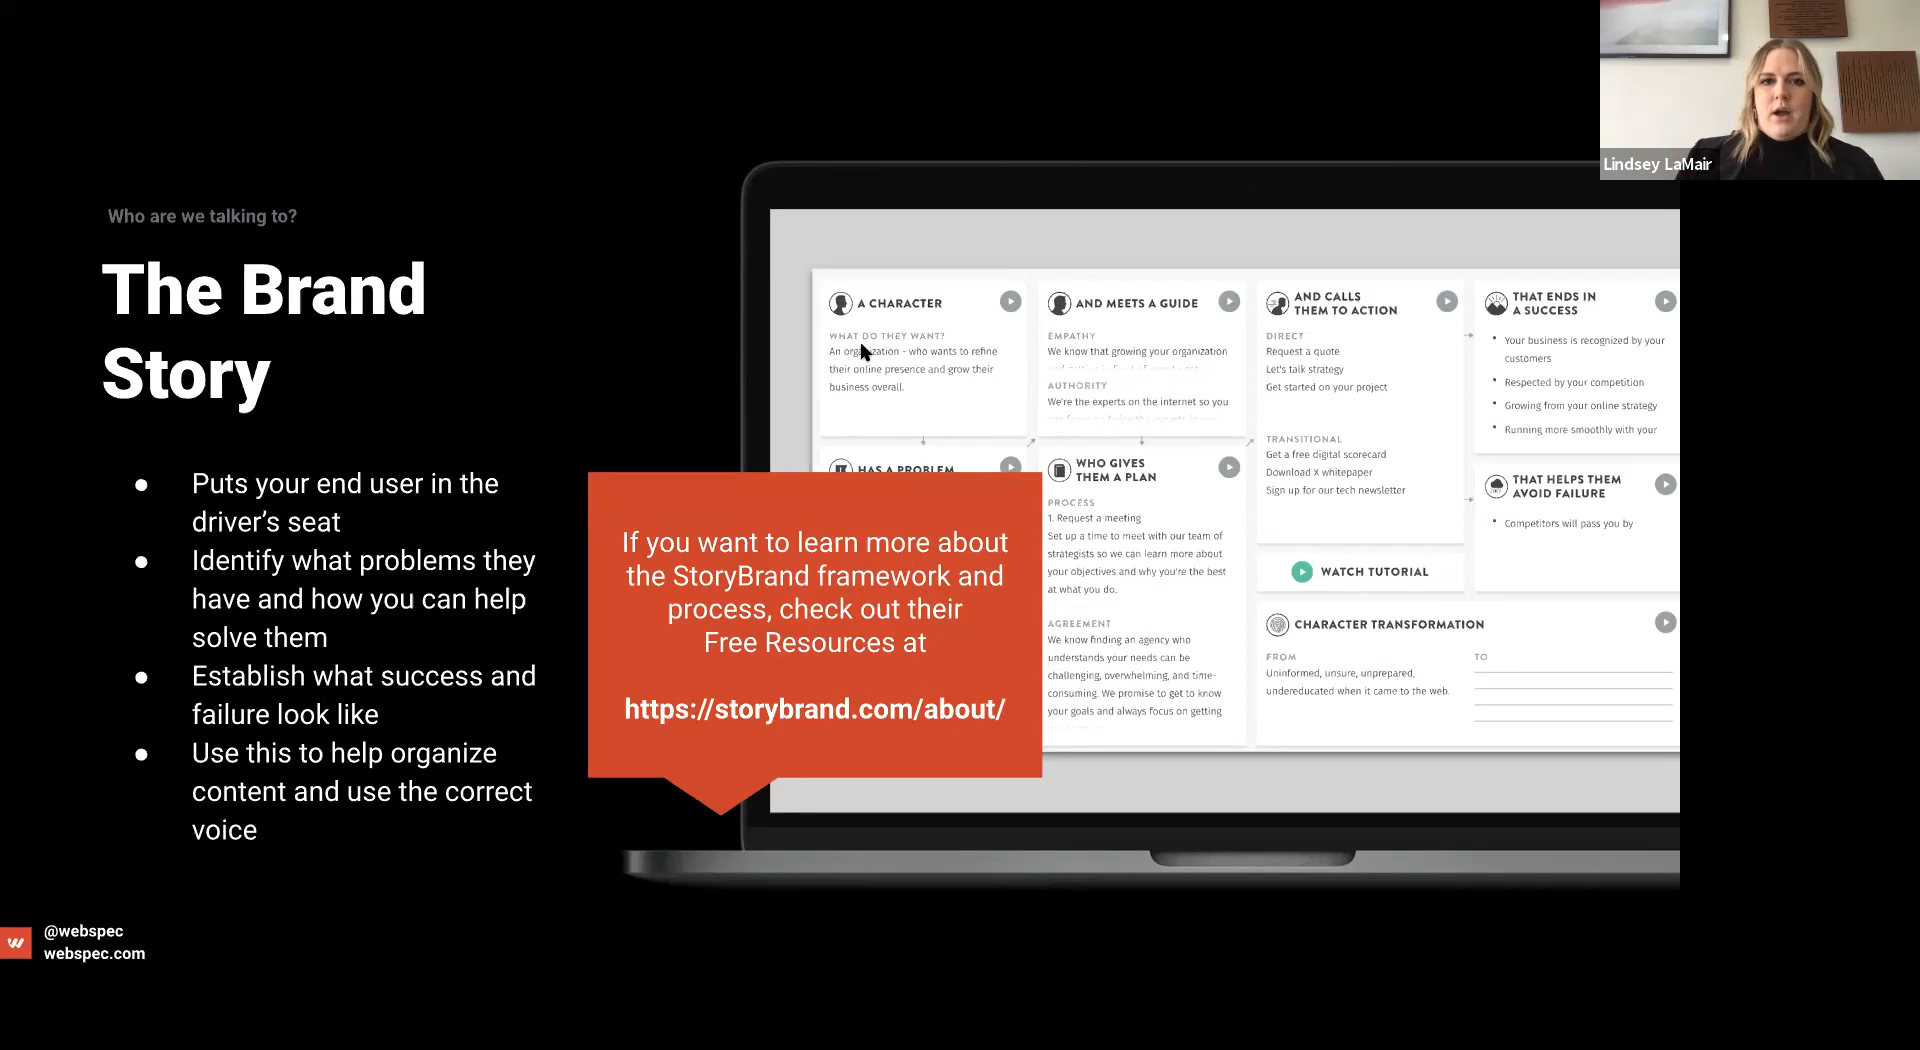 Lindsey LaMair
Who are we talking to?
The Brand
Story
● Puts your end user in the
driver’s seat
● Identify what problems they
have and how you can help
solve them
● Establish what success and
failure look like
● Use this to help organize
content and use the correct
voice
A CHARACTER
WHAT DO THEY WANT?
An organization - who wants to refine
their online presence and grow their
business overall.
HAS A PROBLEM
AND MEETS A GUIDE
EMPATHY
We know that growing your organization
AUTHORITY
We're the experts on the internet so you
WHO GIVES
THEM A PLAN
PROCESS
1. Request a meeting
Set up a time to meet with our team of
strategists so we can learn more about
your objectives and why you're the best
at what you do.
AGREEMENT
We know finding an agency who
understands your needs can be
challenging, overwhelming, and time-
consuming. We promise to get to know
your goals and always focus on getting
AND CALLS
THEM TO ACTION
DIRECT
Request a quote
Let's talk strategy
Get started on your project
TRANSITIONAL
Get a free digital scorecard
Download X whitepaper
Sign up for our tech newsletter
WATCH TUTORIAL
THAT ENDS IN
A SUCCESS
• Your business is recognized by your
customers
• Respected by your competition
• Growing from your online strategy
• Running more smoothly with your
THAT HELPS THEM
AVOID FAILURE
• Competitors will pass you by
CHARACTER TRANSFORMATION
FROM
Uninformed, unsure, unprepared,
undereducated when it came to the web.
TO
If you want to learn more about
the StoryBrand framework and
process, check out their
Free Resources at
https://storybrand.com/about/
@webspec
webspec.com